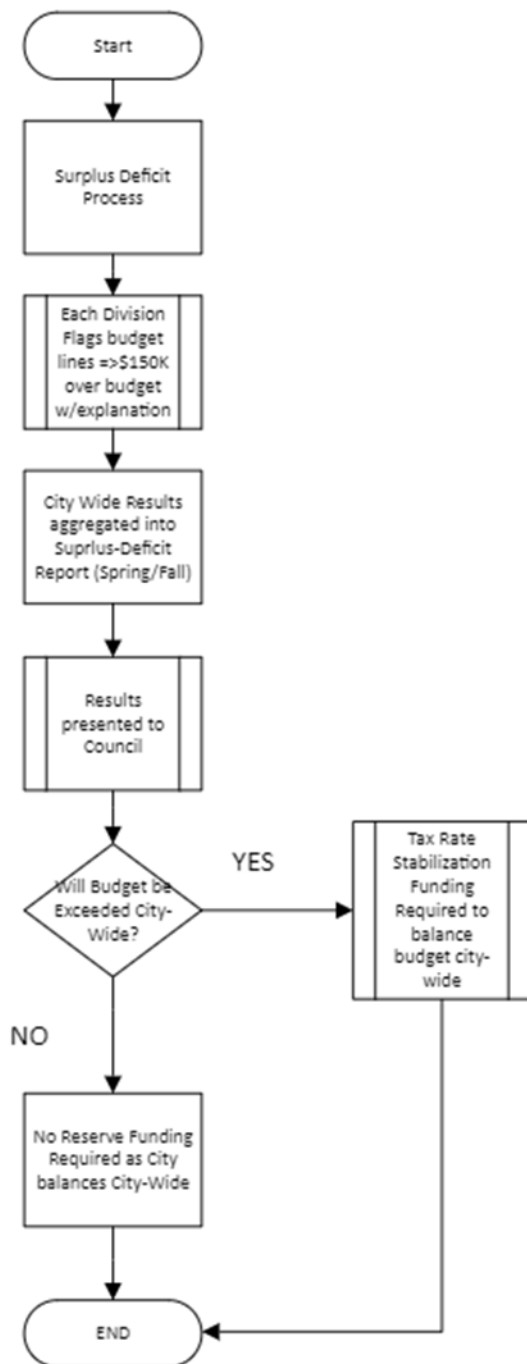 Start
Surplus Deficit
Process
Each Division
Flags budget
lines =>$150K
over budget
w/explanation
City Wide Results
aggregated into
Suprlus-Deficit
Report (Spring/Fall)
Results
presented to
Council
Will Budget be
Exceeded City-
Wide?
YES
Tax Rate
Stabilization
Funding
Required to
balance
budget city-
wide
NO
No Reserve Funding
Required as City
balances City-Wide
END